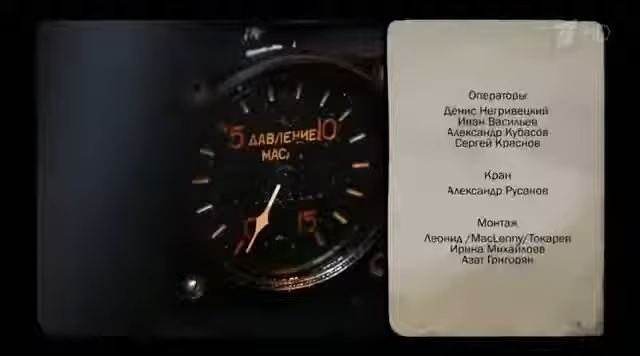 5 ДАВЛЕНИЕ 10
МАС
15
Операторы
Денис Негривецкий
Иван Васильев
Александр Кубасов
Сергей Краснов
Кран
Александр Русанов
Монтаж
Леонид /MacLenny/Токарев
Ирина Михайлова
Азат Григорян